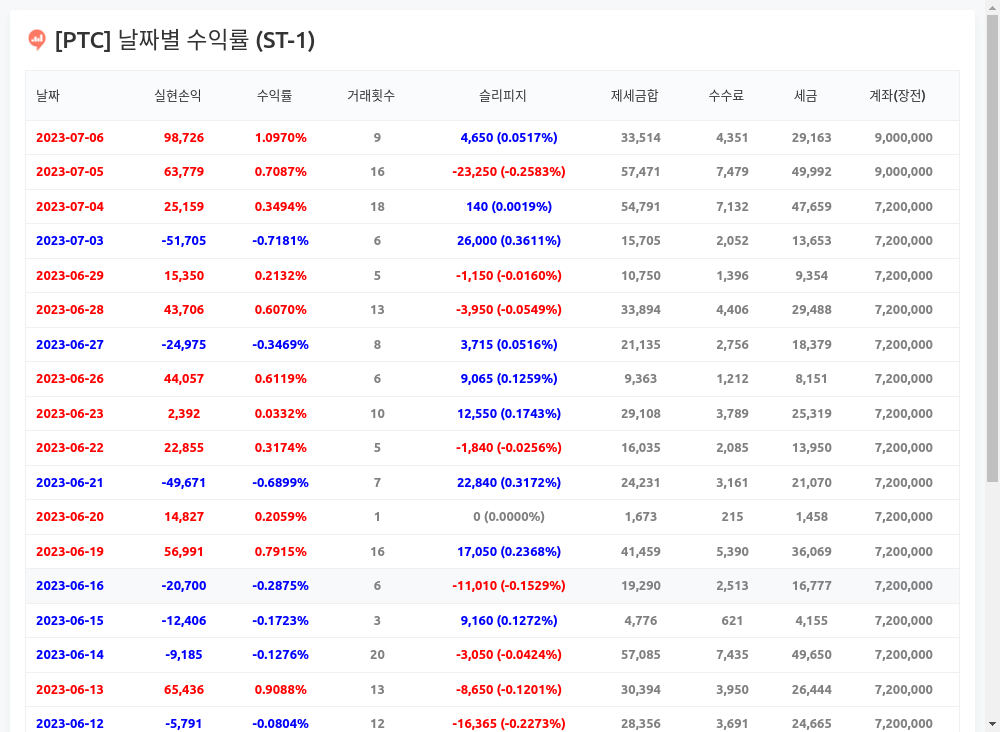 [PTC] 날짜별 수익률 (ST-1)
날짜 실현손익 수익률 거래횟수 슬리피지 제세금합 수수료 세금 계좌(장전)
2023-07-06 98,726 1.0970% 9 4,650 (0.0517%) 33,514 4,351 29,163 9,000,000
2023-07-05 63,779 0.7087% 16 -23,250 (-0.2583%) 57,471 7,479 49,992 9,000,000
2023-07-04 25,159 0.3494% 18 140 (0.0019%) 54,791 7,132 47,659 7,200,000
2023-07-03 -51,705 -0.7181% 6 26,000 (0.3611%) 15,705 2,052 13,653 7,200,000
2023-06-29 15,350 0.2132% 5 -1,150 (-0.0160%) 10,750 1,396 9,354 7,200,000
2023-06-28 43,706 0.6070% 13 -3,950 (-0.0549%) 33,894 4,406 29,488 7,200,000
2023-06-27 -24,975 -0.3469% 8 3,715 (0.0516%) 21,135 2,756 18,379 7,200,000
2023-06-26 44,057 0.6119% 6 9,065 (0.1259%) 9,363 1,212 8,151 7,200,000
2023-06-23 2,392 0.0332% 10 12,550 (0.1743%) 29,108 3,789 25,319 7,200,000
2023-06-22 22,855 0.3174% 5 -1,840 (-0.0256%) 16,035 2,085 13,950 7,200,000
2023-06-21 -49,671 -0.6899% 7 22,840 (0.3172%) 24,231 3,161 21,070 7,200,000
2023-06-20 14,827 0.2059% 1 0 (0.0000%) 1,673 215 1,458 7,200,000
2023-06-19 56,991 0.7915% 16 17,050 (0.2368%) 41,459 5,390 36,069 7,200,000
2023-06-16 -20,700 -0.2875% 6 -11,010 (-0.1529%) 19,290 2,513 16,777 7,200,000
2023-06-15 -12,406 -0.1723% 3 9,160 (0.1272%) 4,776 621 4,155 7,200,000
2023-06-14 -9,185 -0.1276% 20 -3,050 (-0.0424%) 57,085 7,435 49,650 7,200,000
2023-06-13 65,436 0.9088% 13 -8,650 (-0.1201%) 30,394 3,950 26,444 7,200,000
2023-06-12 -5,791 -0.0804% 12 -16,365 (-0.2273%) 28,356 3,691 24,665 7,200,000